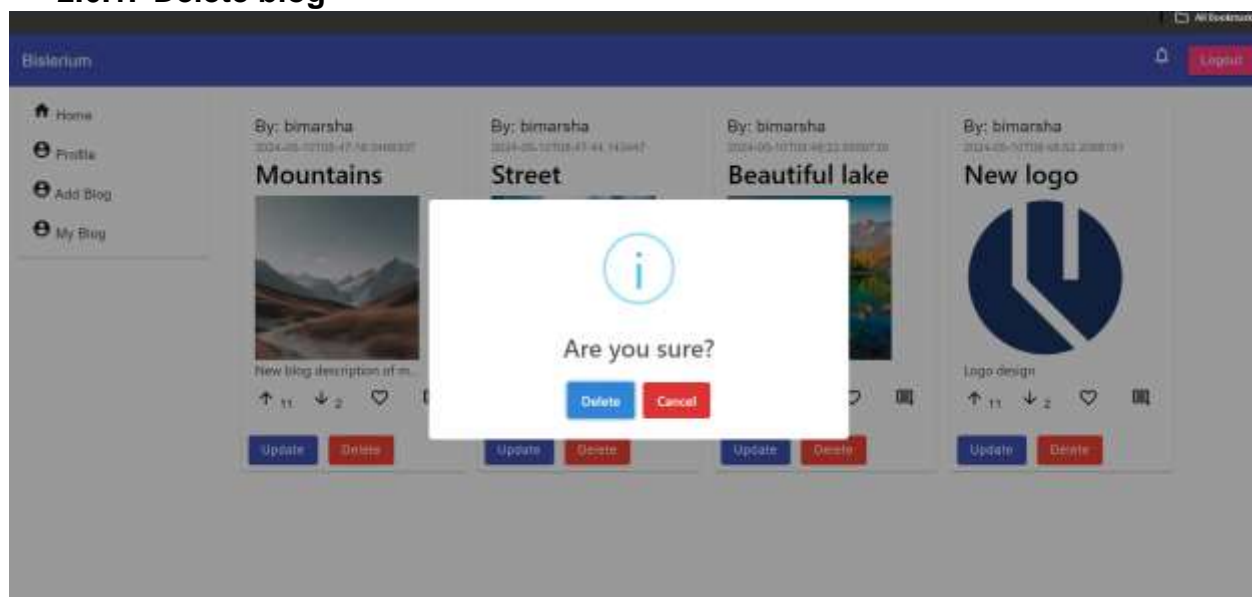 Delete blog
All Bookmarks
Bislerium
Logout
Home
Profile
Add Blog
My Blog
By: bimarsha
Mountains
New blog description of m...
11 2
Update Delete
By: bimarsha
Street
Update Delete
By: bimarsha
Beautiful lake
Update Delete
By: bimarsha
New logo
Logo design
11 2
Update Delete
Are you sure?
Delete Cancel